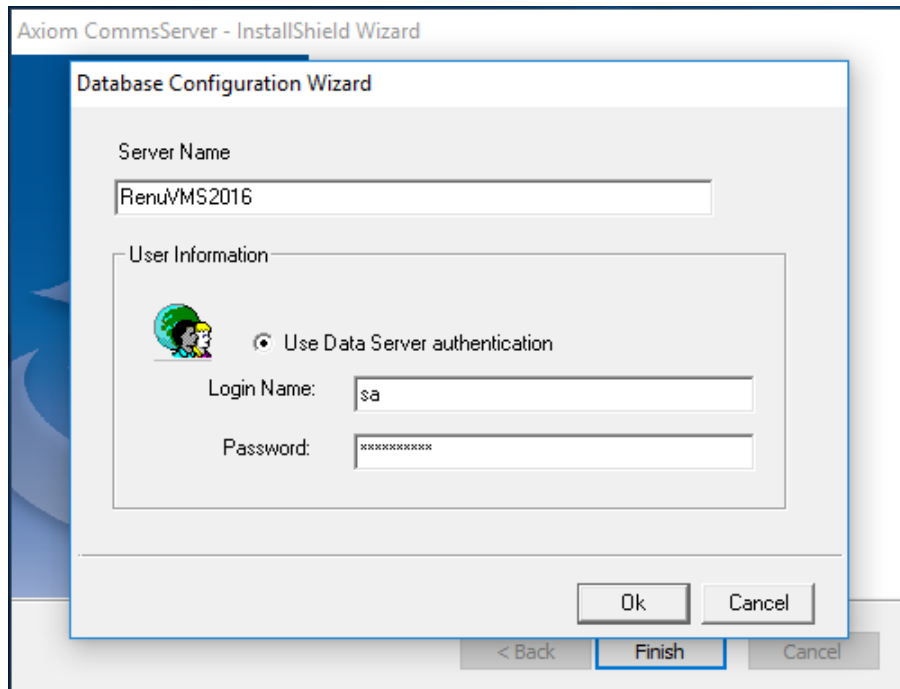 Axiom CommsServer - InstallShield Wizard
Database Configuration Wizard
Server Name
RenuVMS2016
User Information
Use Data Server authentication
Login Name:
sa
Password:
**********
Ok
Cancel
< Back
Finish
Cancel